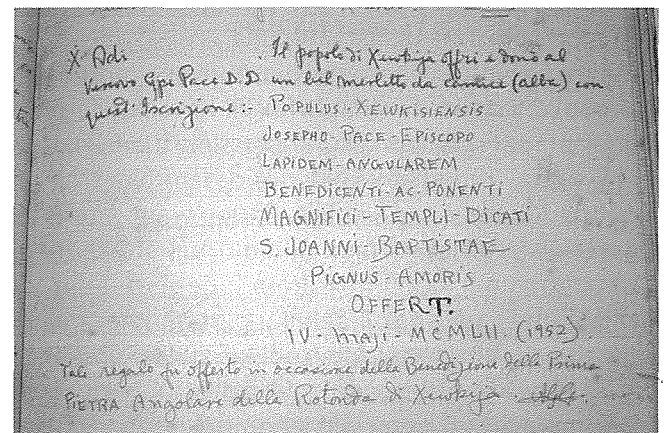 X. Adi Il popolo di Xewkija offrì e donò al
Vescovo Gpe Pace D.D un bel merletto da camice (alba) con
quest' Iscrizione :- POPULUS - XEWKISIENSIS
JOSEPHO - PACE - EPISCOPO
LAPIDEM - ANGULAREM
BENEDICENTI - AC - PONENTI
MAGNIFICI - TEMPLI - DICATI
S. JOANNI - BAPTISTAE
PIGNUS - AMORIS
OFFERT.
IV - Maji - MCMLII. (1952)
Tale regalo fu offerto in occasione della Benedizione della Prima
PIETRA Angolare della Rotonda di Xewkija.